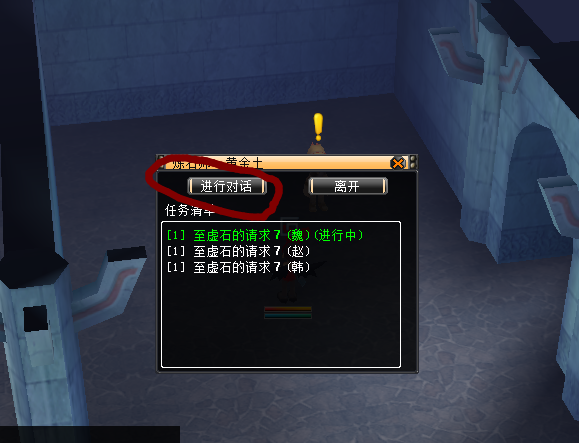 黄金土
进行对话 离开
任务清单
[1] 至虚石的请求7(魏)(进行中)
[1] 至虚石的请求7(赵)
[1] 至虚石的请求7(韩)